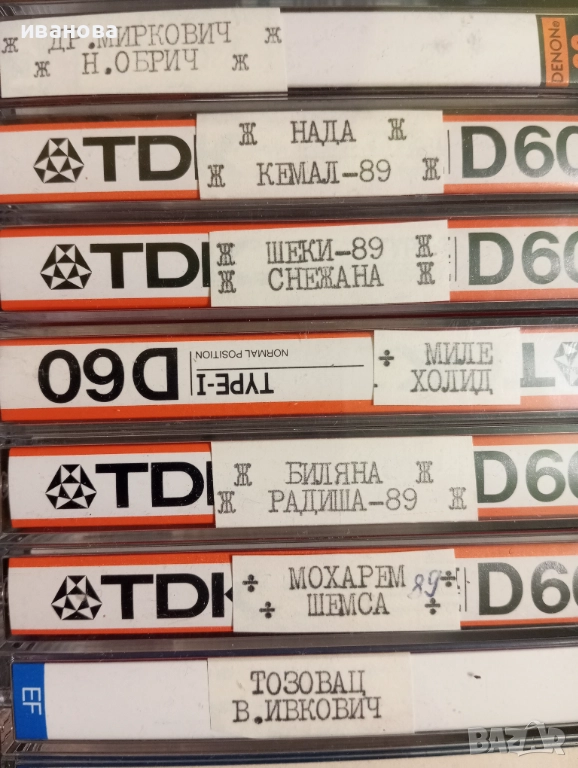 иванова
Ж ДР.МИРКОВИЧ Ж
Ж Н.ОБРИЧ Ж
DENON
TDK
Ж НАДА Ж
Ж КЕМАЛ-89 Ж
D60
TDK
Ж ШЕКИ-89 Ж
Ж СНЕЖАНА Ж
D60
D60
TYPE-I
NORMAL POSITION
÷ МИЛЕ
ХОЛИД
T
TDK
Ж БИЛЯНА Ж
Ж РАДИША-89 Ж
D60
TDK
÷ МОХАРЕМ 89 ÷
÷ ШЕМСА ÷
D60
EF
ТОЗОВАЦ
В.ИВКОВИЧ
BAZAR